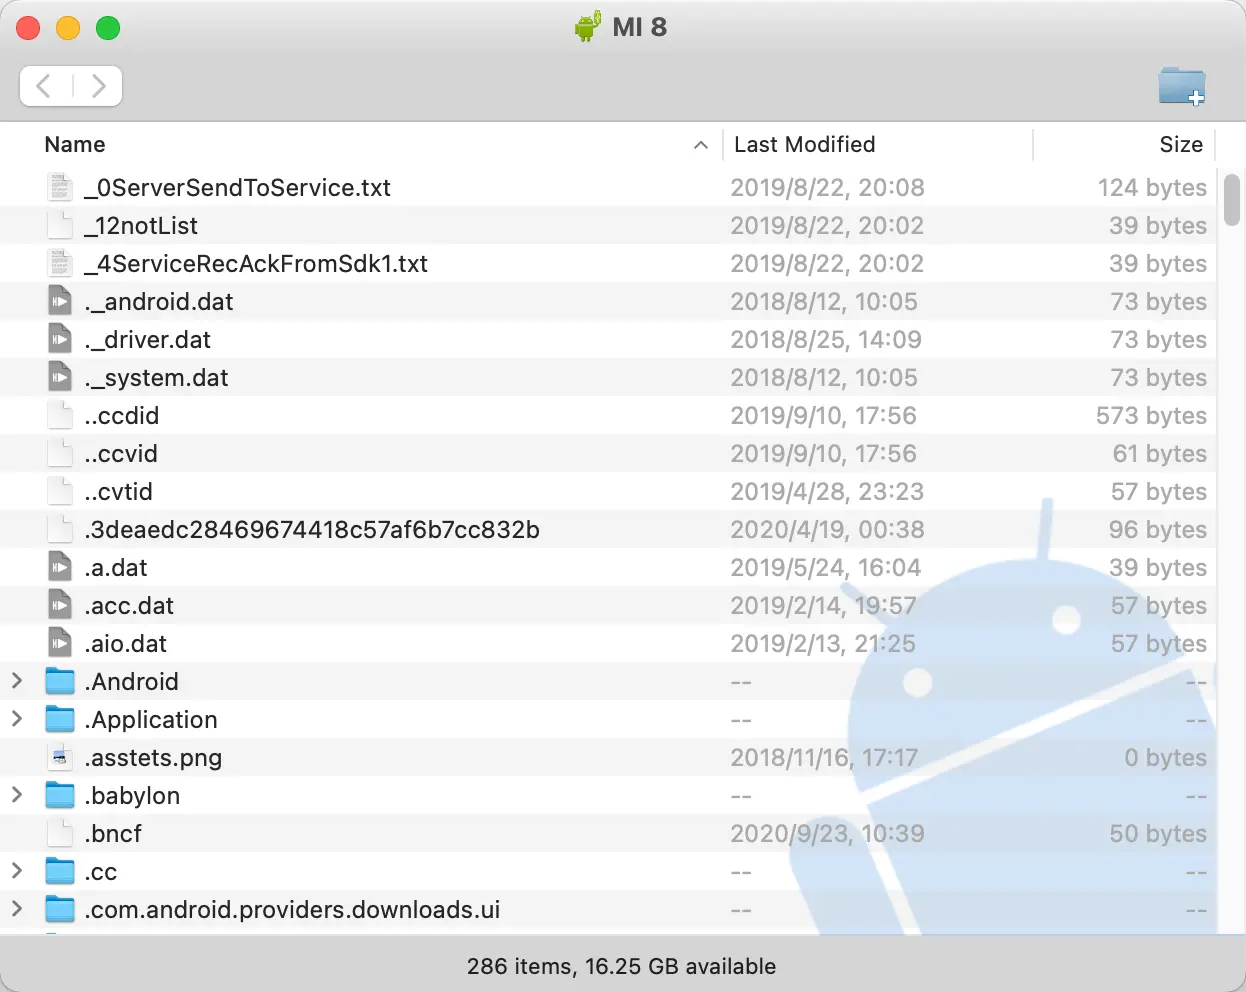 MI 8
Name Last Modified Size
_0ServerSendToService.txt 2019/8/22, 20:08 124 bytes
_12notList 2019/8/22, 20:02 39 bytes
_4ServiceRecAckFromSdk1.txt 2019/8/22, 20:02 39 bytes
._android.dat 2018/8/12, 10:05 73 bytes
._driver.dat 2018/8/25, 14:09 73 bytes
._system.dat 2018/8/12, 10:05 73 bytes
..ccdid 2019/9/10, 17:56 573 bytes
..ccvid 2019/9/10, 17:56 61 bytes
..cvtid 2019/4/28, 23:23 57 bytes
.3deaedc28469674418c57af6b7cc832b 2020/4/19, 00:38 96 bytes
.a.dat 2019/5/24, 16:04 39 bytes
.acc.dat 2019/2/14, 19:57 57 bytes
.aio.dat 2019/2/13, 21:25 57 bytes
.Android -- --
.Application -- --
.asstets.png 2018/11/16, 17:17 0 bytes
.babylon -- --
.bncf 2020/9/23, 10:39 50 bytes
.cc -- --
.com.android.providers.downloads.ui -- --
286 items, 16.25 GB available